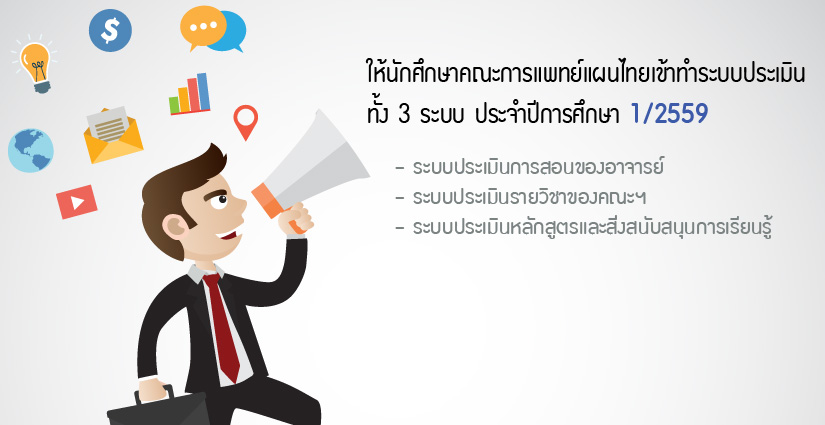 ให้นักศึกษาคณะการแพทย์แผนไทยเข้าทำระบบประเมิน
ทั้ง 3 ระบบ ประจำปีการศึกษา 1/2559
- ระบบประเมินการสอนของอาจารย์
- ระบบประเมินรายวิชาของคณะฯ
- ระบบประเมินหลักสูตรและสิ่งสนับสนุนการเรียนรู้